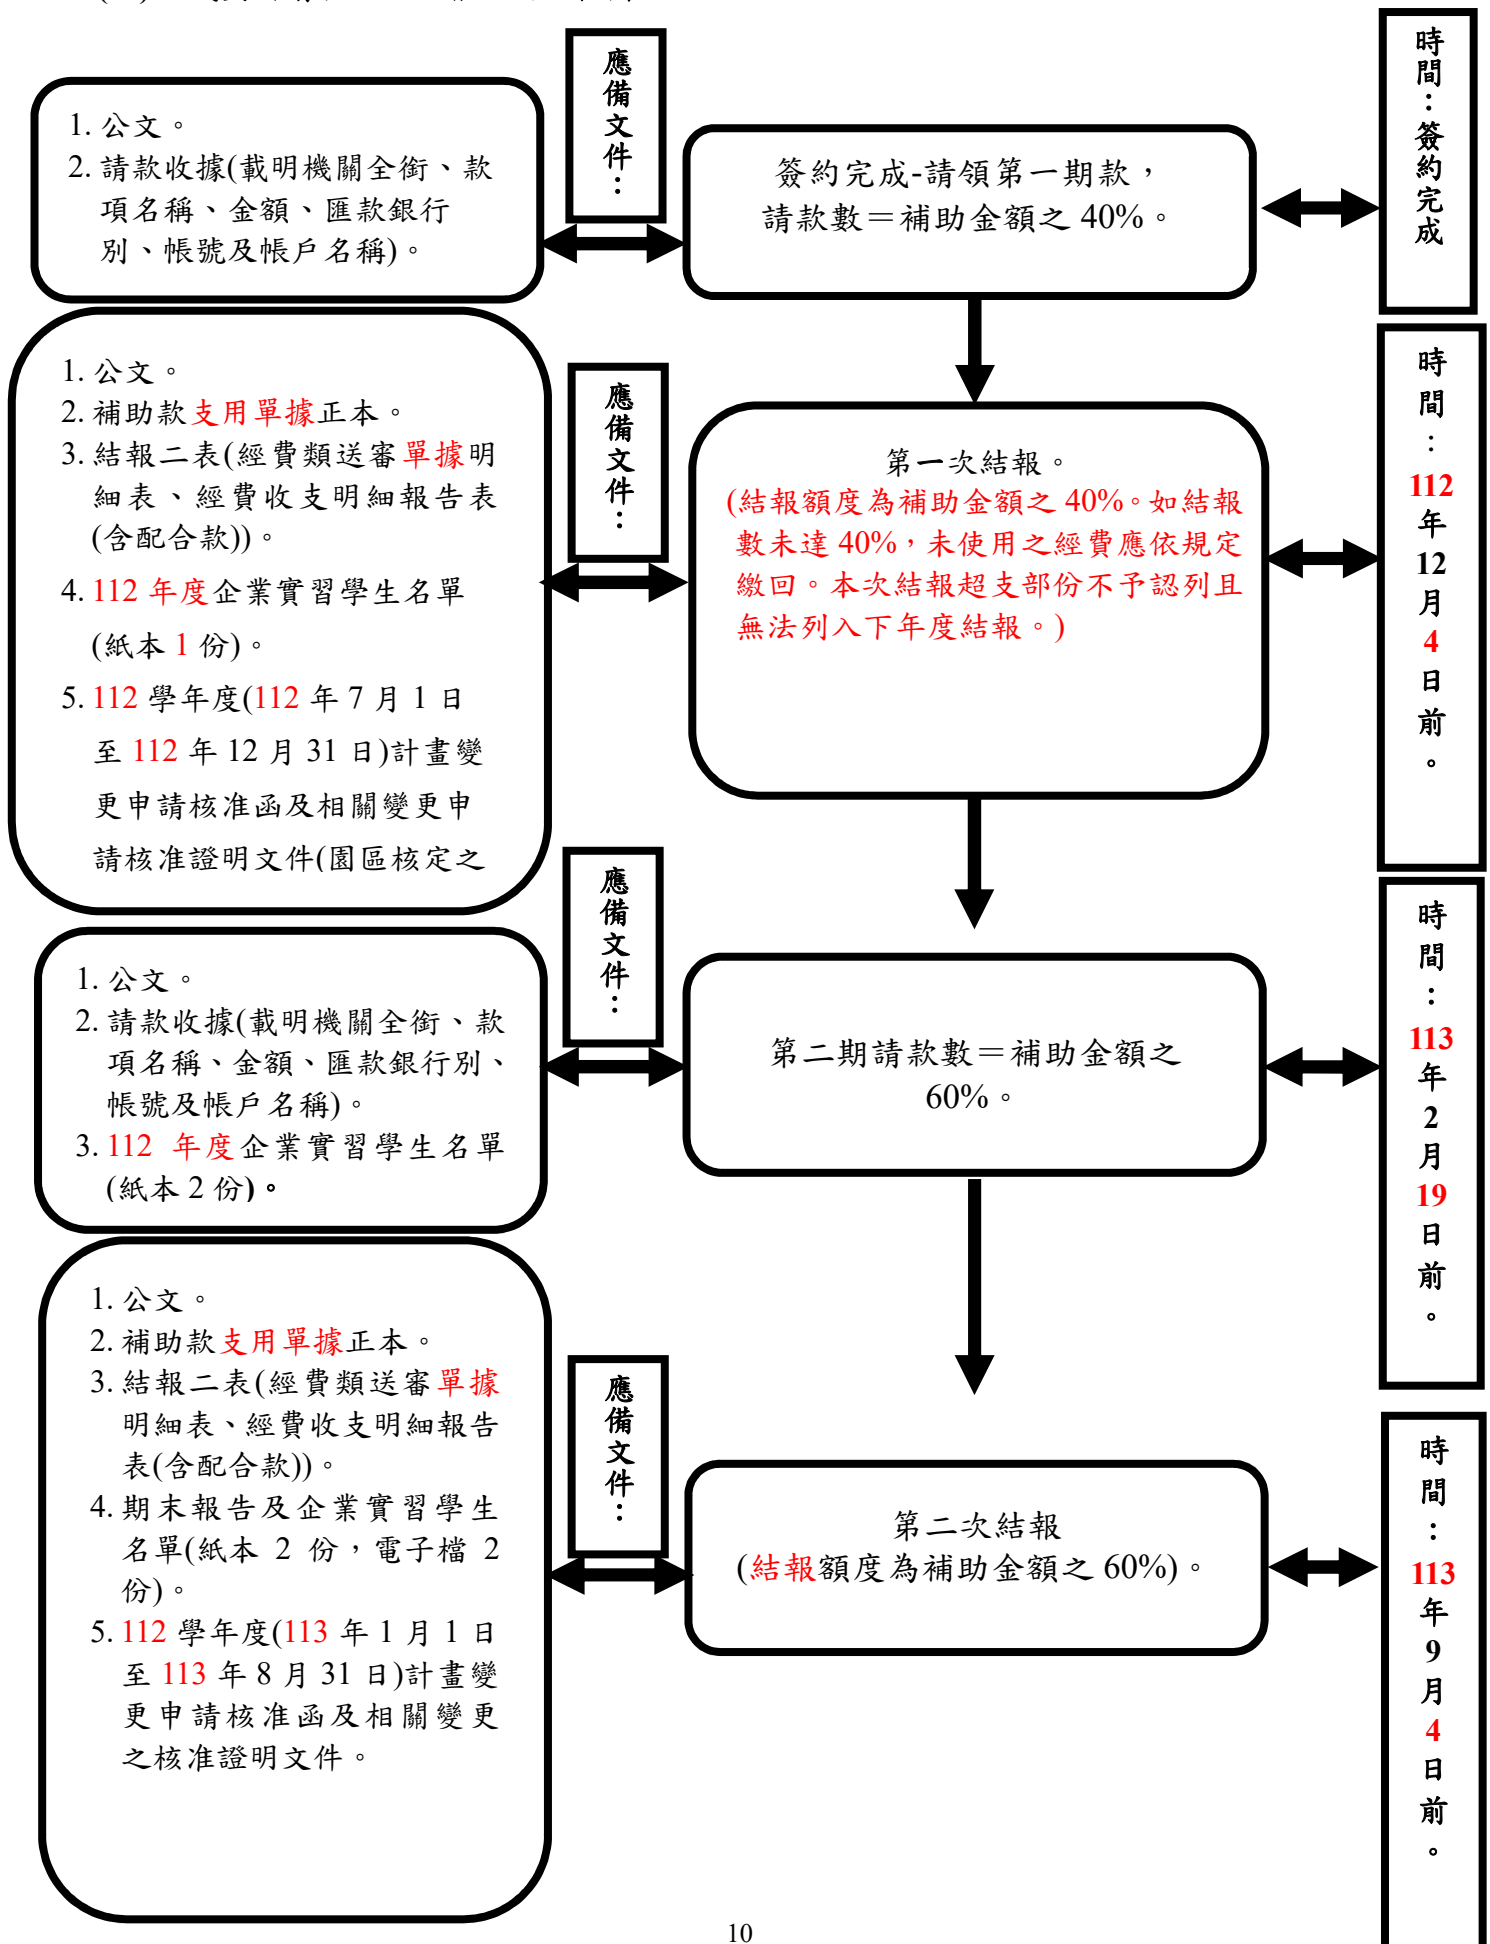 應備文件：
1. 公文。
2. 請款收據(載明機關全銜、款
項名稱、金額、匯款銀行
別、帳號及帳戶名稱)。
簽約完成-請領第一期款，
請款數＝補助金額之 40%。
時間：簽約完成
1. 公文。
2. 補助款支用單據正本。
3. 結報二表(經費類送審單據明
細表、經費收支明細報告表
(含配合款))。
4. 112 年度企業實習學生名單
(紙本 1 份)。
5. 112 學年度(112 年 7 月 1 日
至 112 年 12 月 31 日)計畫變
更申請核准函及相關變更申
請核准證明文件(園區核定之
應備文件：
第一次結報。
(結報額度為補助金額之 40%。如結報
數未達 40%，未使用之經費應依規定
繳回。本次結報超支部份不予認列且
無法列入下年度結報。)
時間：112年12月4日前。
1. 公文。
2. 請款收據(載明機關全銜、款
項名稱、金額、匯款銀行別、
帳號及帳戶名稱)。
3. 112 年度企業實習學生名單
(紙本 2 份)。
應備文件：
第二期請款數＝補助金額之
60%。
時間：113年2月19日前。
1. 公文。
2. 補助款支用單據正本。
3. 結報二表(經費類送審單據
明細表、經費收支明細報告
表(含配合款))。
4. 期末報告及企業實習學生
名單(紙本 2 份，電子檔 2
份)。
5. 112 學年度(113 年 1 月 1 日
至 113 年 8 月 31 日)計畫變
更申請核准函及相關變更
之核准證明文件。
應備文件：
第二次結報
(結報額度為補助金額之 60%)。
時間：113年9月4日前。
10